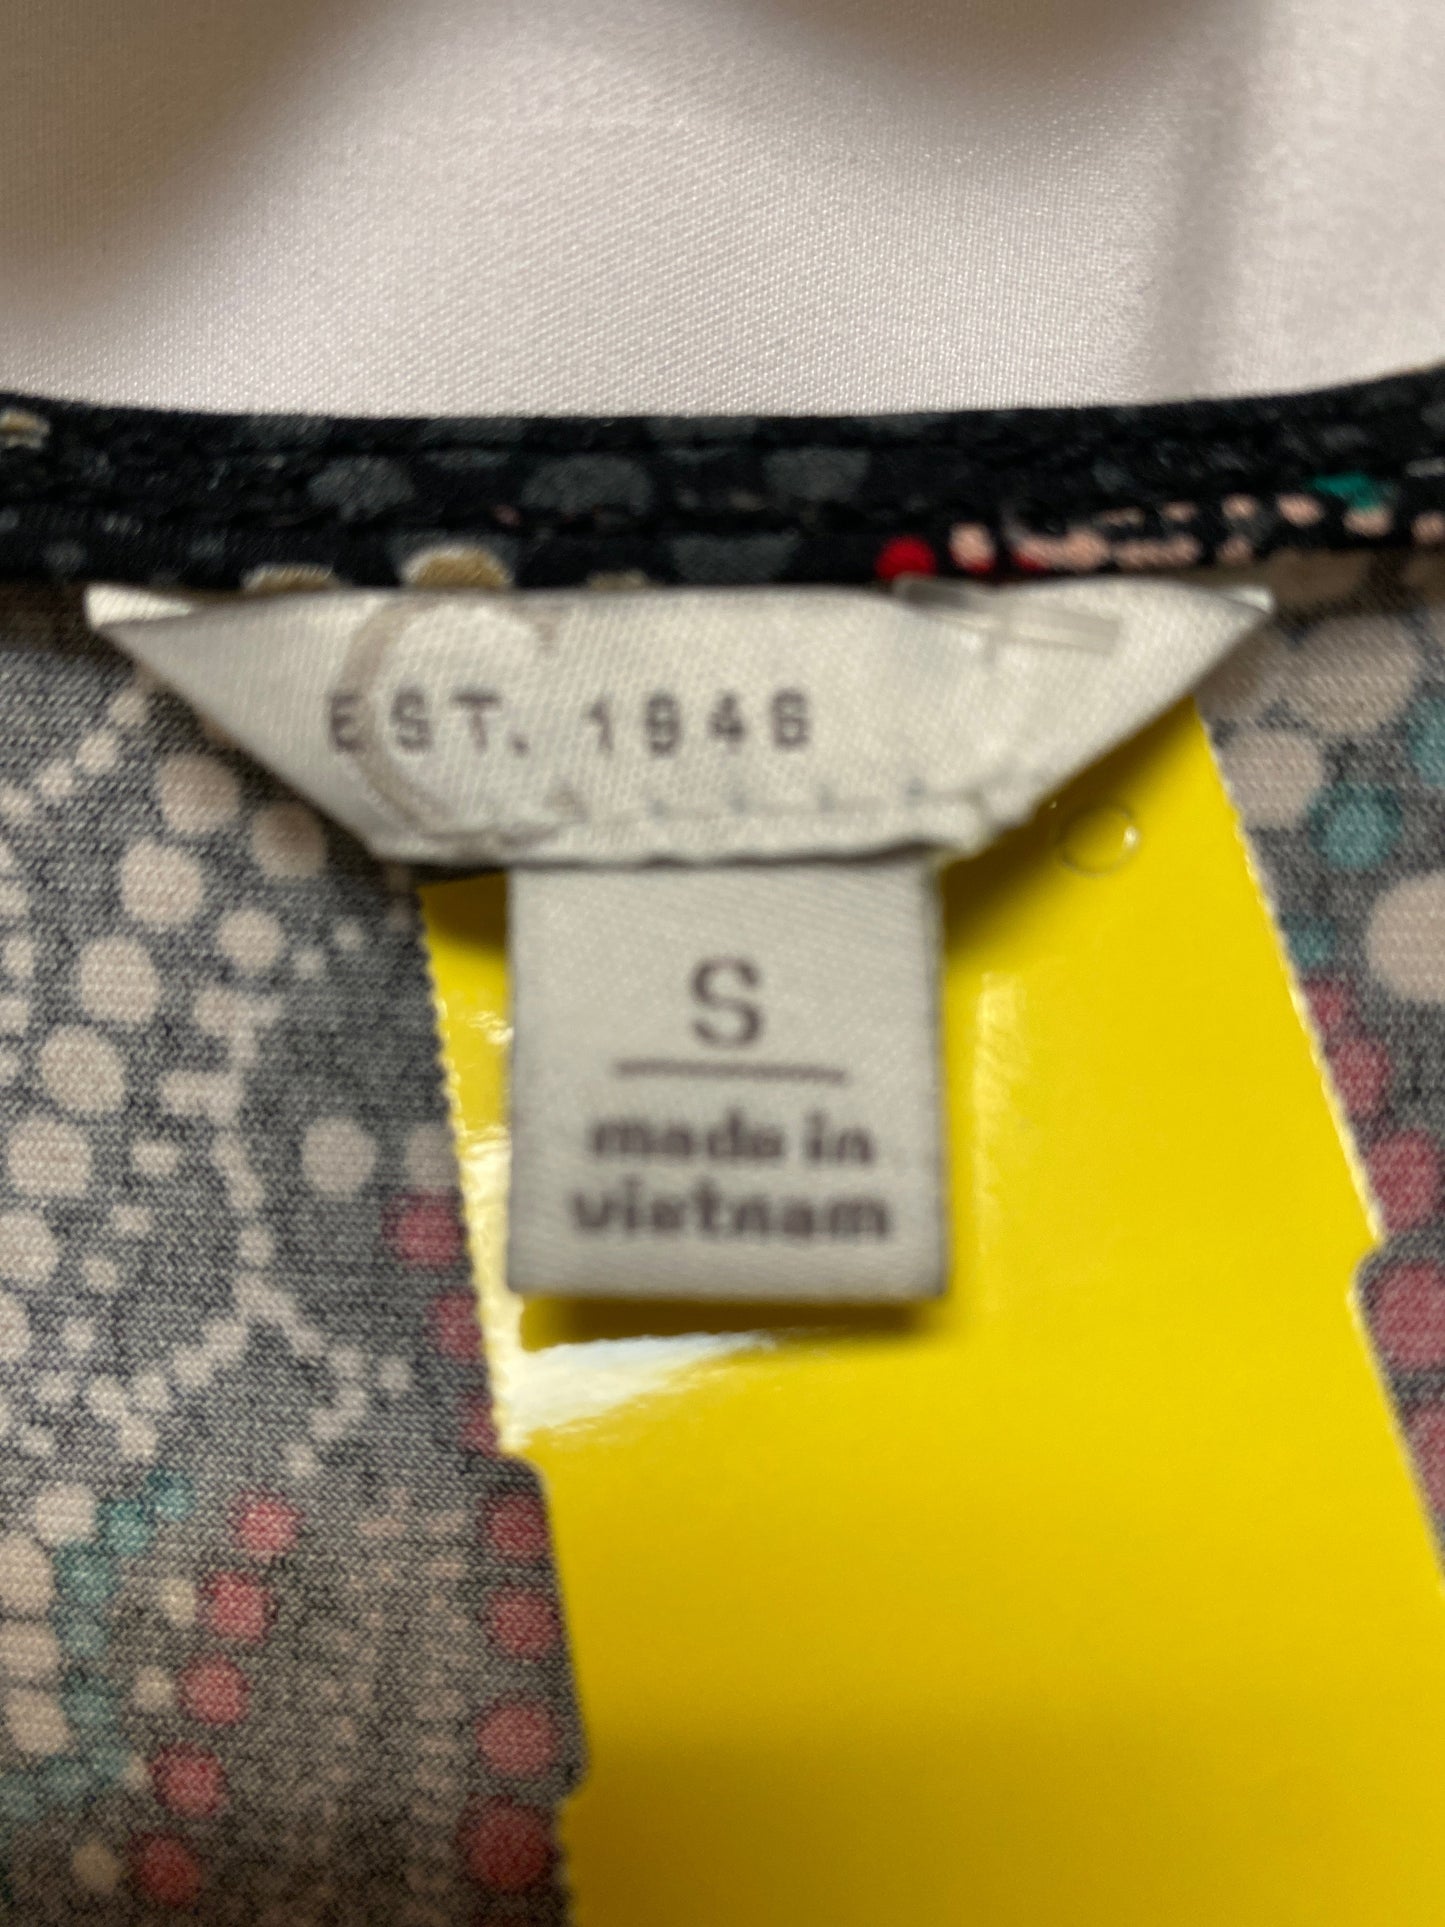 EST. 1946
S
made in
vietnam